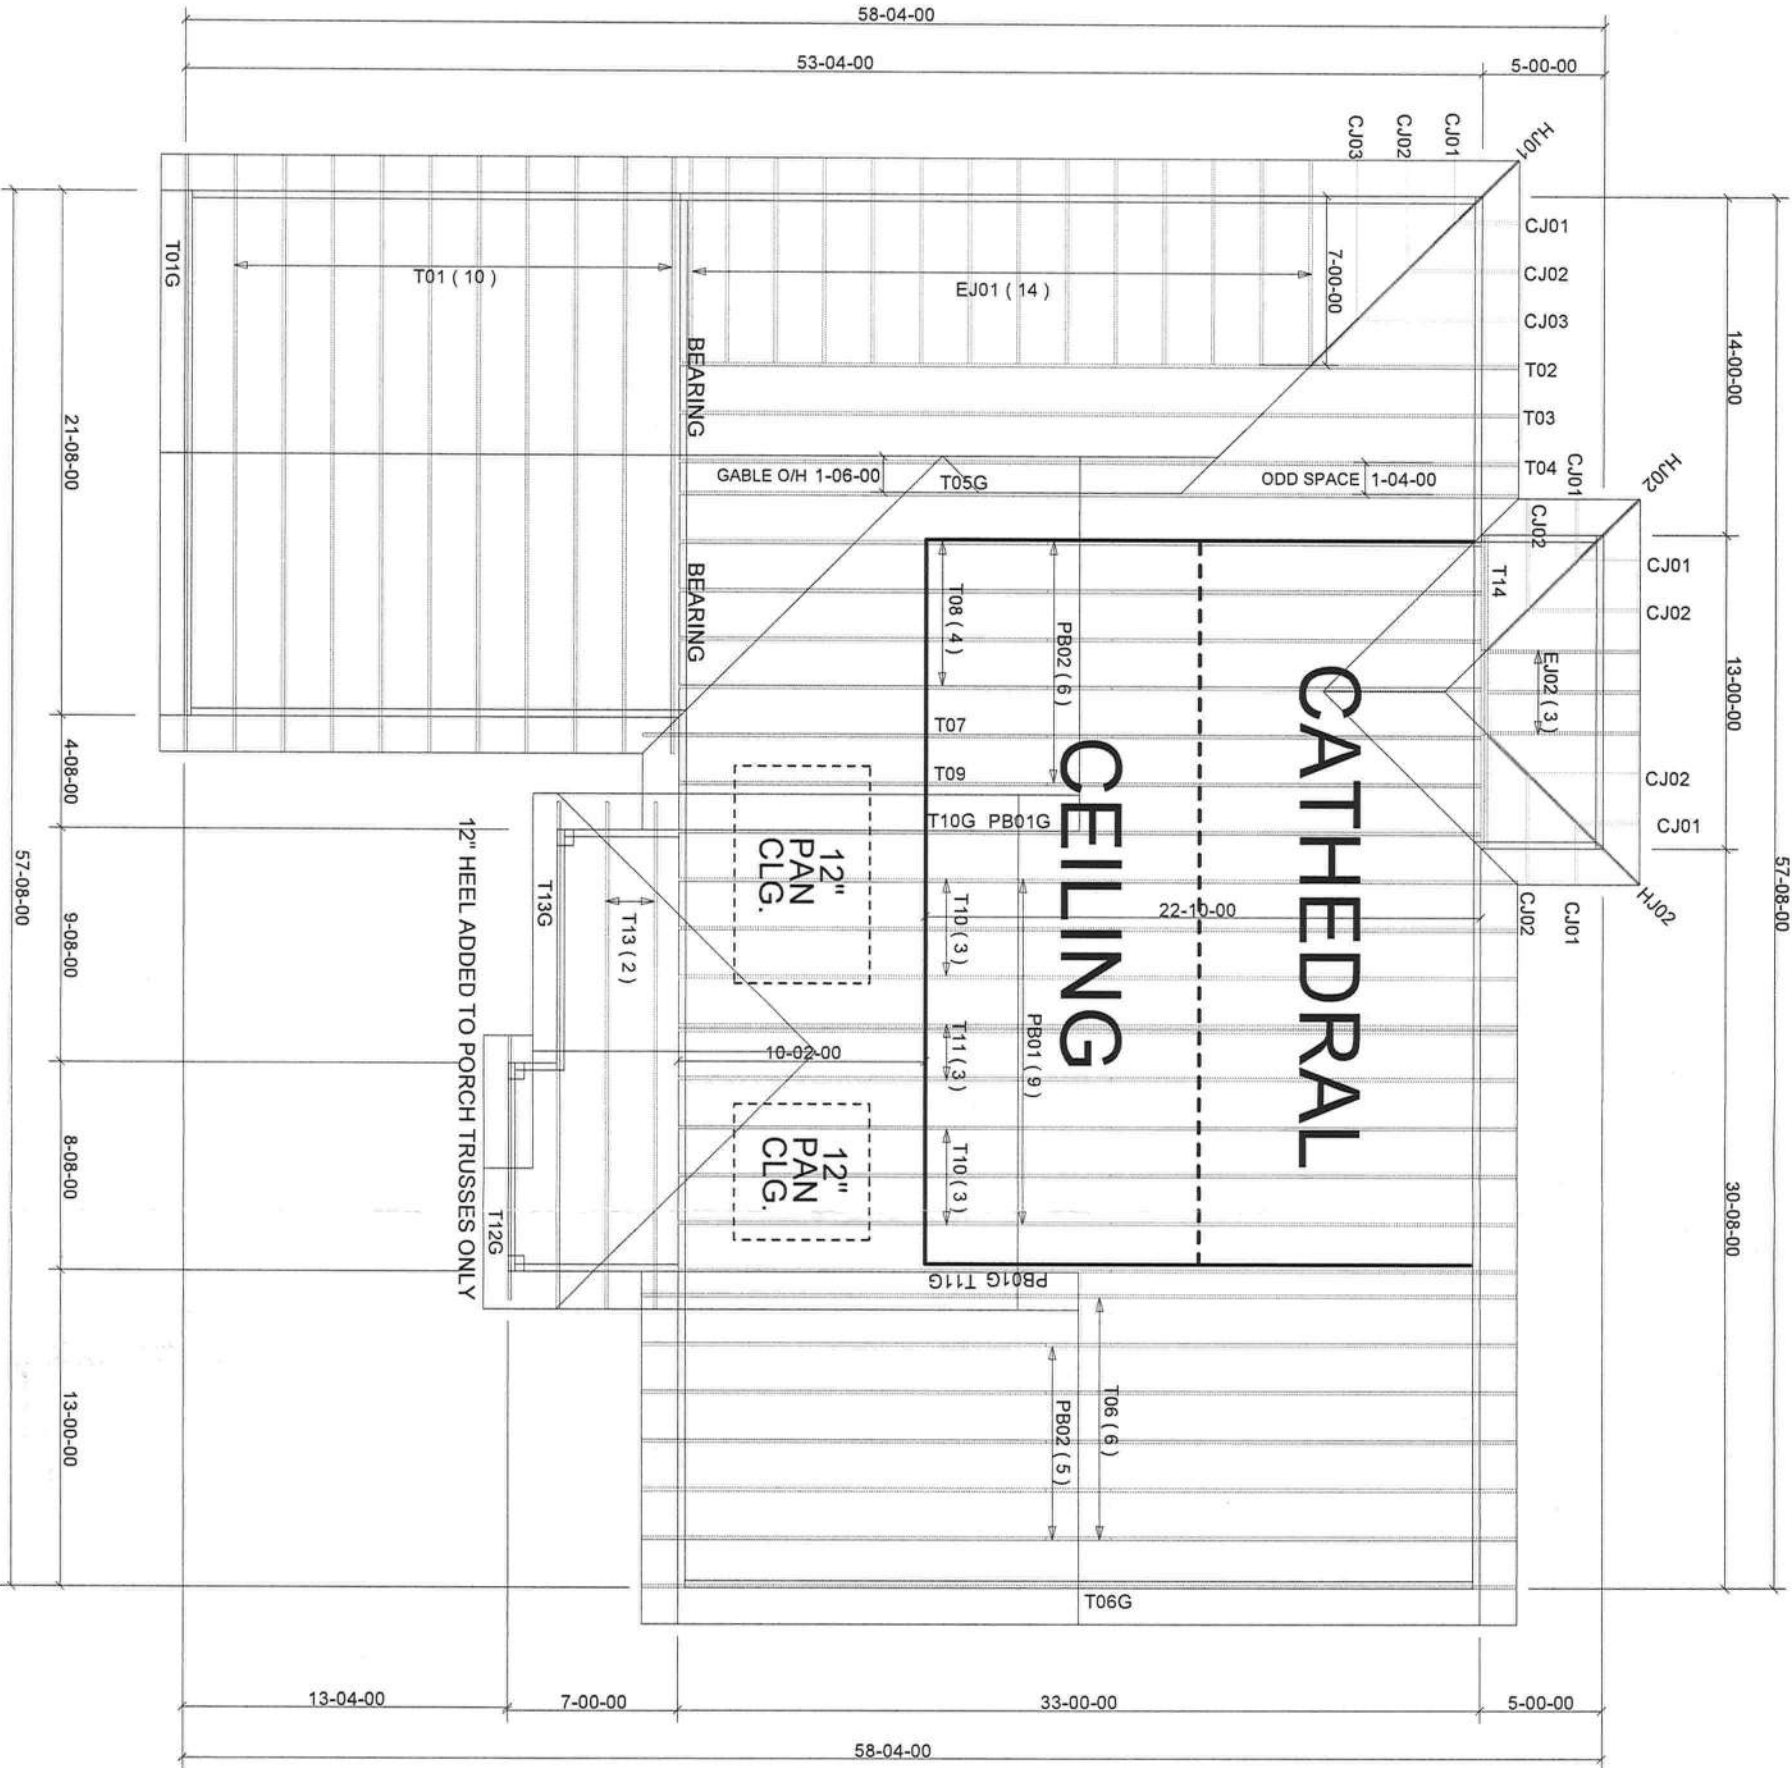 58-04-00
53-04-00
5-00-00
CJ03
CJ02
CJ01
HJ01
T01G
T01 ( 10 )
EJ01 ( 14 )
7-00-00
CJ01
CJ02
CJ03
T02
T03
T04
14-00-00
57-08-00
BEARING
GABLE O/H 1-06-00
T05G
ODD SPACE
1-04-00
CJ01
CJ02
HJ02
21-08-00
BEARING
T08 ( 4 )
PB02 ( 6 )
T14
CJ01
CJ02
EJ02 ( 3 )
CJ02
CJ01
13-00-00
CATHEDRAL
CEILING
T07
T09
T10G
PB01G
4-08-00
12" HEEL ADDED TO PORCH TRUSSES ONLY
12"
PAN
CLG.
T13G
T13 ( 2 )
T10 ( 3 )
22-10-00
CJ02
CJ01
HJ02
57-08-00
9-08-00
T11 ( 3 )
PB01 ( 9 )
10-02-00
12"
PAN
CLG.
T10 ( 3 )
30-08-00
8-08-00
T12G
T11G
PB01G
13-00-00
T06 ( 6 )
PB02 ( 5 )
T06G
13-04-00
7-00-00
33-00-00
5-00-00
58-04-00